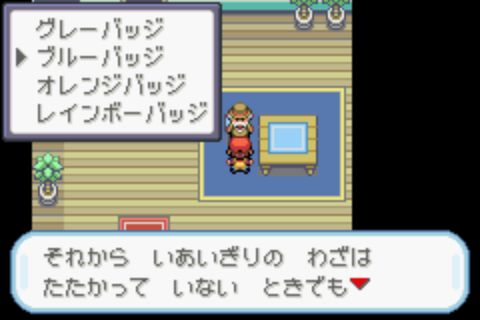 グレーバッジ
ブルーバッジ
オレンジバッジ
レインボーバッジ
それから いあいぎりの わざは
たたかって いない ときでも